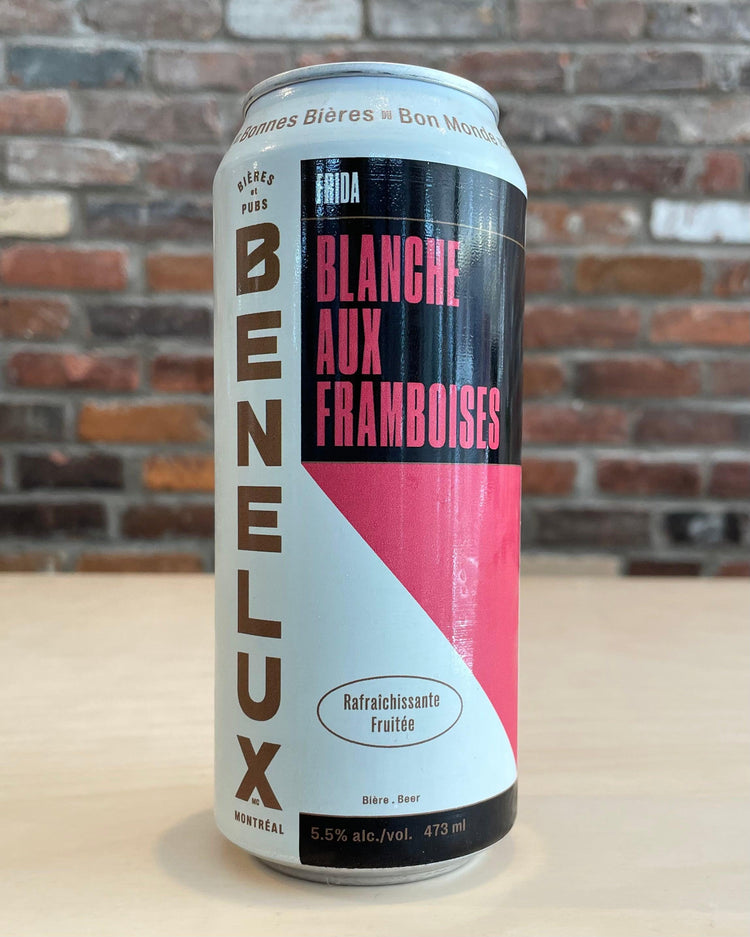 Bonnes Bières du Bon Monde
BIÈRES
et
PUBS
BENELUX
MC
MONTRÉAL
FRIDA
BLANCHE
AUX
FRAMBOISES
Rafraîchissante
Fruitée
Bière . Beer
5.5% alc./vol. 473 ml